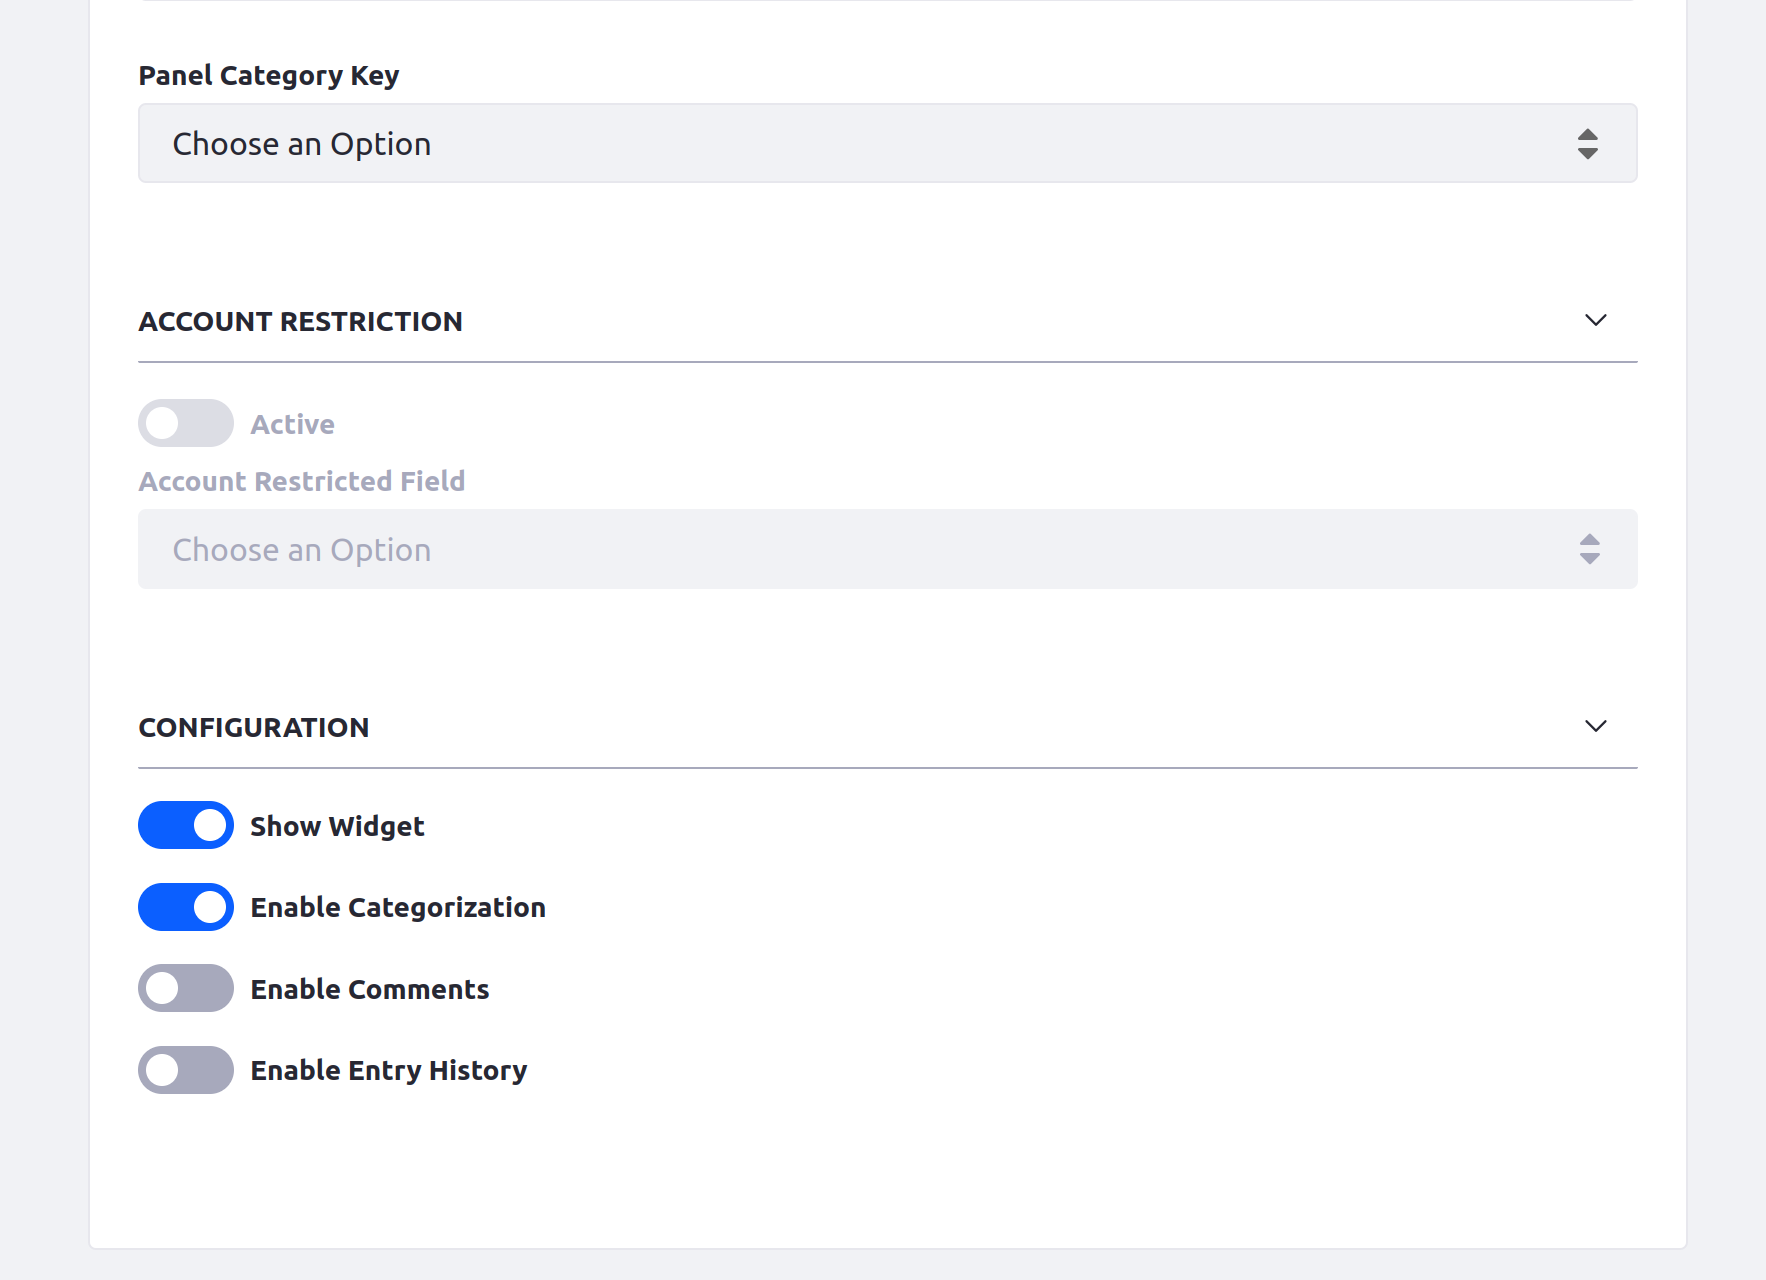 Panel Category Key
Choose an Option
ACCOUNT RESTRICTION
Active
Account Restricted Field
Choose an Option
CONFIGURATION
Show Widget
Enable Categorization
Enable Comments
Enable Entry History